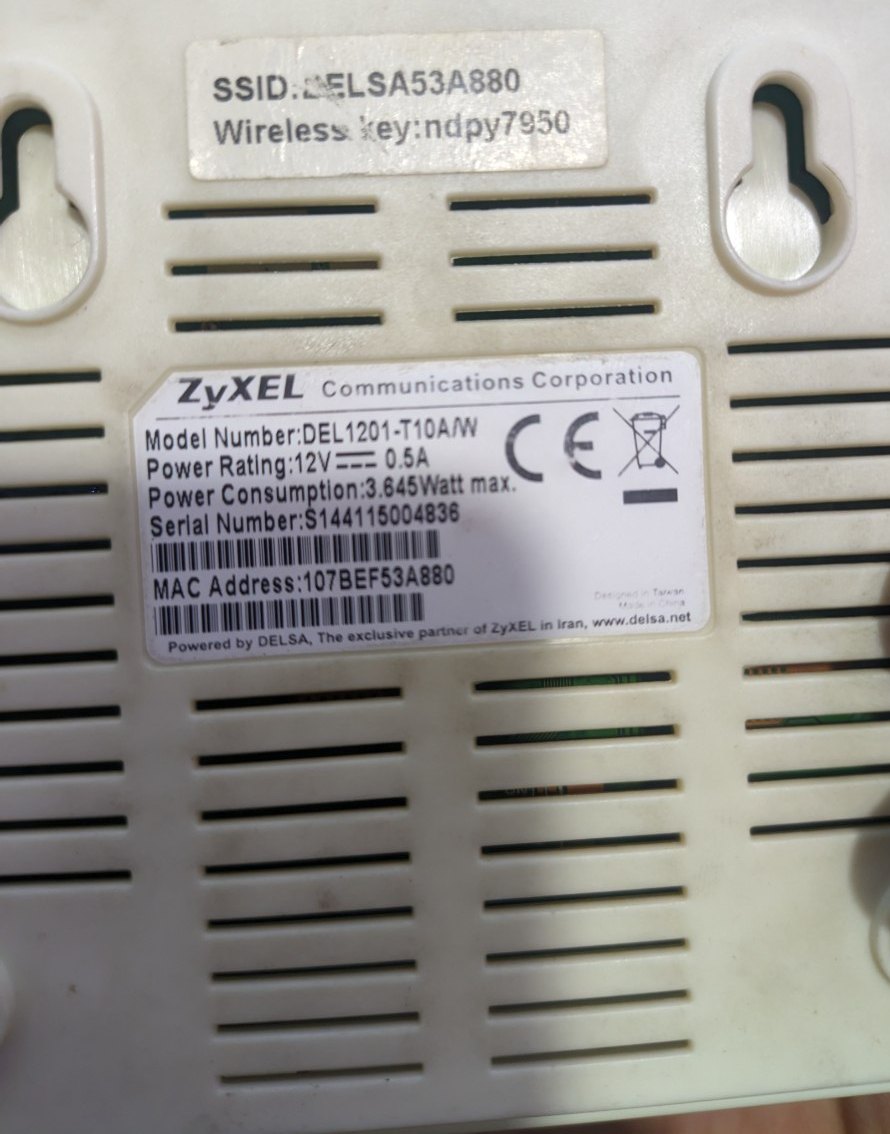 SSID:DELSA53A880
Wireless key:ndpy7950
ZyXEL Communications Corporation
Model Number:DEL1201-T10A/W
Power Rating:12V 0.5A
Power Consumption:3.645Watt max.
Serial Number:S144115004836
MAC Address:107BEF53A880
Designed in Taiwan
Made in China
Powered by DELSA, The exclusive partner of ZyXEL in Iran, www.delsa.net